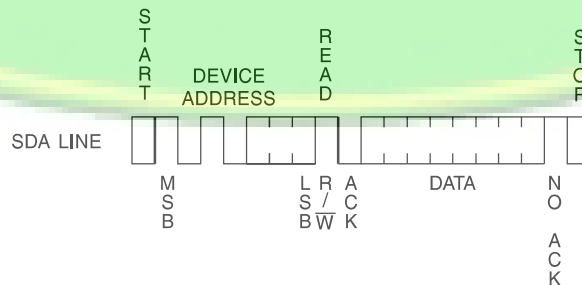 START
DEVICE
ADDRESS
READ
STOP
SDA LINE
MSB
LSB
R/W
ACK
DATA
NO ACK